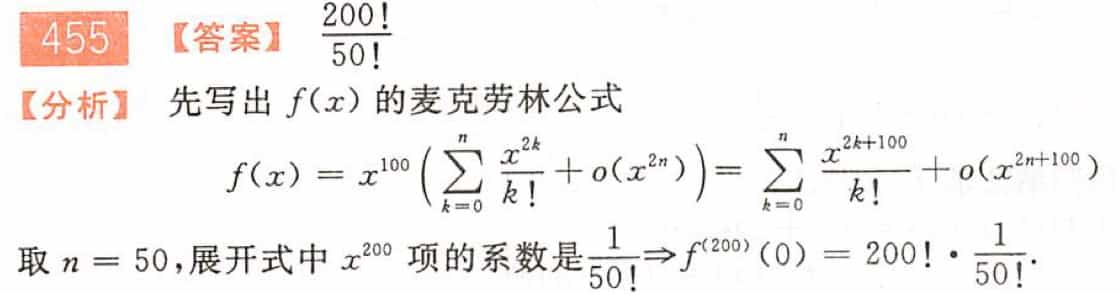 455 【答案】 $\frac{200!}{50!}$
【分析】 先写出 $f(x)$ 的麦克劳林公式
$f(x) = x^{100}\left(\sum_{k=0}^{n}\frac{x^{2k}}{k!}+o(x^{2n})\right)=\sum_{k=0}^{n}\frac{x^{2k+100}}{k!}+o(x^{2n+100})$
取 $n = 50$,展开式中 $x^{200}$ 项的系数是$\frac{1}{50!}\Rightarrow f^{(200)}(0) = 200!\cdot\frac{1}{50!}$.